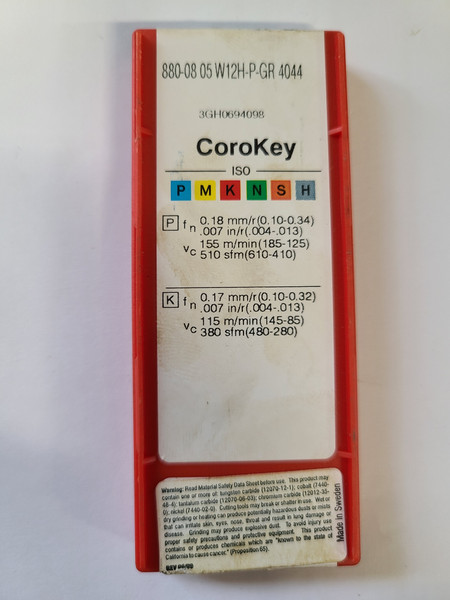 880-08 05 W12H-P-GR 4044
3GH0694098
CoroKey
ISO
P M K N S H
P fn 0.18 mm/r(0.10-0.34)
.007 in/r(.004-.013)
vc 155 m/min(185-125)
510 sfm(610-410)
K fn 0.17 mm/r(0.10-0.32)
.007 in/r(.004-.013)
vc 115 m/min(145-85)
380 sfm(480-280)
Warning: Read Material Safety Data Sheet before use. This product may
contain one or more of: tungsten carbide (12070-12-1); cobalt (7440-
48-4); tantalum carbide (12070-06-03); chromium carbide (12012-35-
0); nickel (7440-02-0). Cutting tools may break or shatter in use. Wet or
dry grinding or heating can produce potentially hazardous dusts or mists
that can irritate skin, eyes, nose, throat and result in lung damage or
disease. Grinding may produce explosive dust. To avoid injury use
proper safety precautions and protective equipment. This product
contains or produces chemicals which are "known to the state of
California to cause cancer." (Proposition 65).
REV 04/09
Made in Sweden